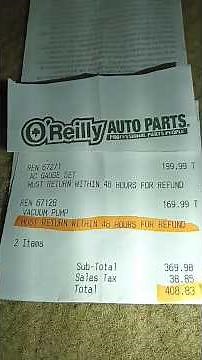 O'Reilly AUTO PARTS.
PROFESSIONAL PARTS PEOPLE
REN 67271 199.99 T
AC GAUGE SET
MUST RETURN WITHIN 48 HOURS FOR REFUND
REN 67126 169.99 T
VACUUM PUMP
MUST RETURN WITHIN 48 HOURS FOR REFUND
2 Items
Sub-Total 369.98
Sales Tax 38.85
Total 408.83